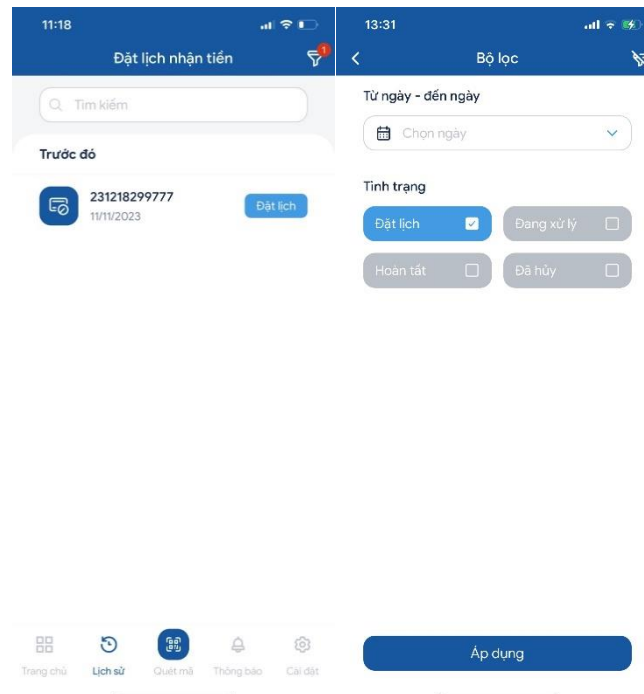 11:18
Đặt lịch nhận tiền
1
Tìm kiếm
Trước đó
231218299777
11/11/2023
Đặt lịch
Trang chủ
Lịch sử
Quét mã
Thông báo
Cài đặt
13:31
Bộ lọc
Từ ngày - đến ngày
Chọn ngày
Tình trạng
Đặt lịch
Đang xử lý
Hoàn tất
Đã hủy
Áp dụng